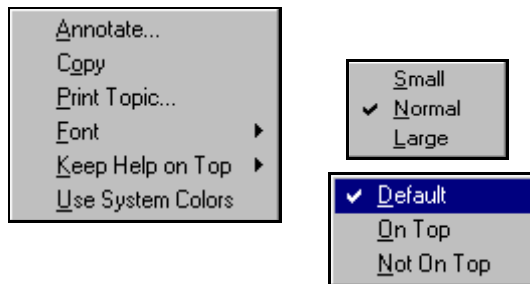 Annotate...
Copy
Print Topic...
Font
Keep Help on Top
Use System Colors
Small
Normal
Large
Default
On Top
Not On Top